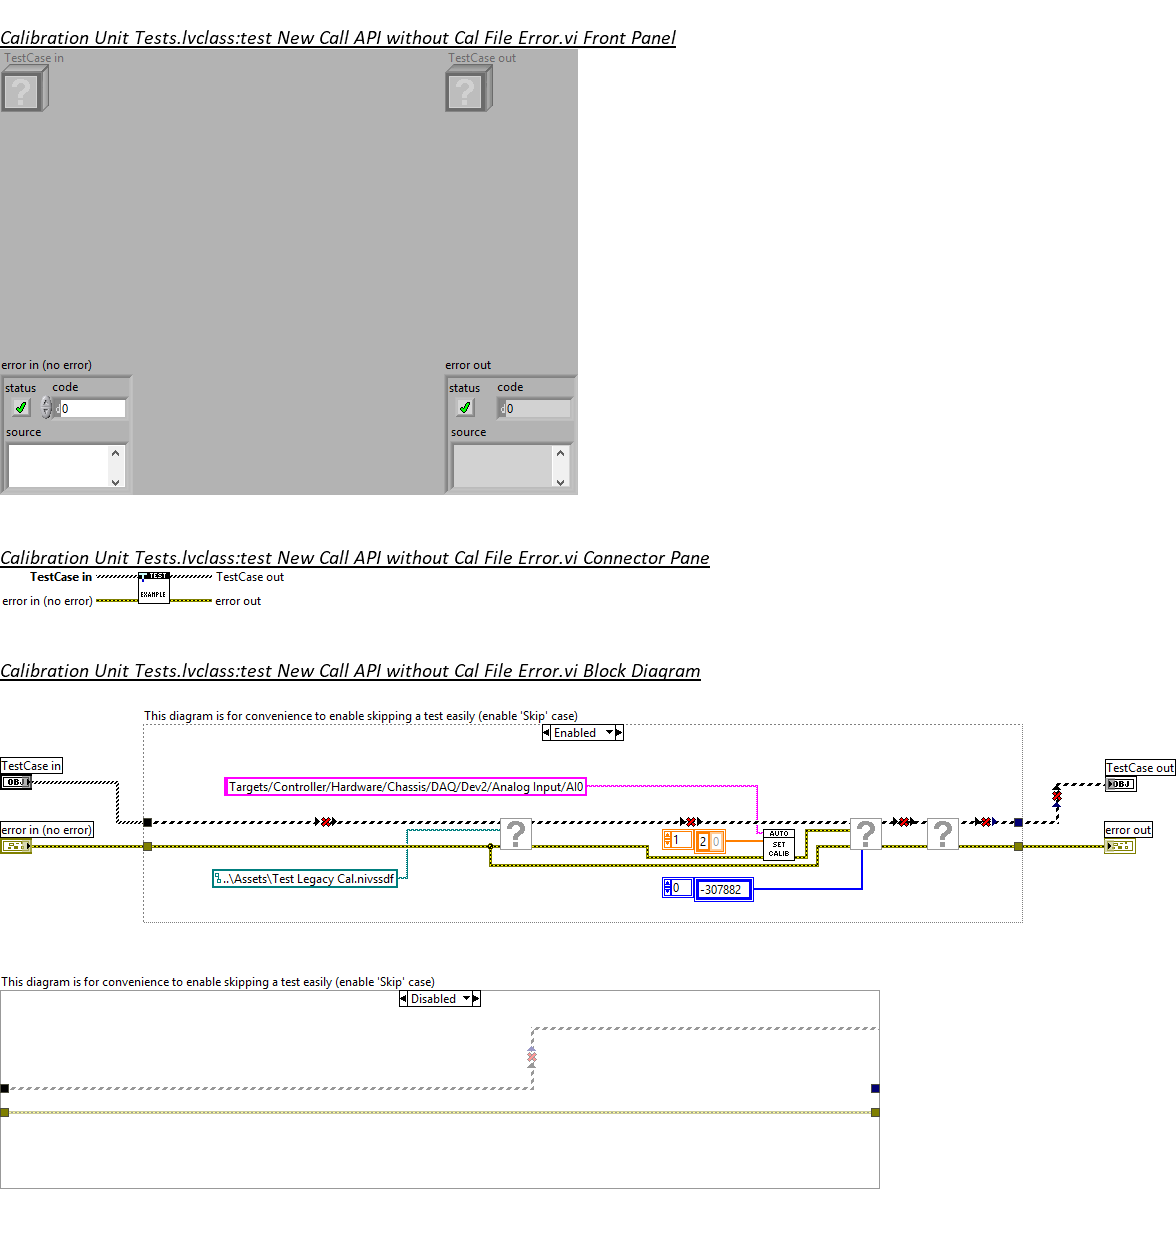 Calibration Unit Tests.lvclass:test New Call API without Cal File Error.vi Front Panel
TestCase in
TestCase out
?
?
error in (no error)
error out
status
code
status
code
d
0
d
0
source
source
Calibration Unit Tests.lvclass:test New Call API without Cal File Error.vi Connector Pane
TestCase in
TestCase out
TEST
EXAMPLE
error in (no error)
error out
Calibration Unit Tests.lvclass:test New Call API without Cal File Error.vi Block Diagram
This diagram is for convenience to enable skipping a test easily (enable 'Skip' case)
Enabled
TestCase in
TestCase out
OBJ
OBJ
Targets/Controller/Hardware/Chassis/DAQ/Dev2/Analog Input/AI0
error in (no error)
error out
?
1
2
0
AUTO
SET
CALIB
?
?
..\Assets\Test Legacy Cal.nivssdf
0
-307882
This diagram is for convenience to enable skipping a test easily (enable 'Skip' case)
Disabled